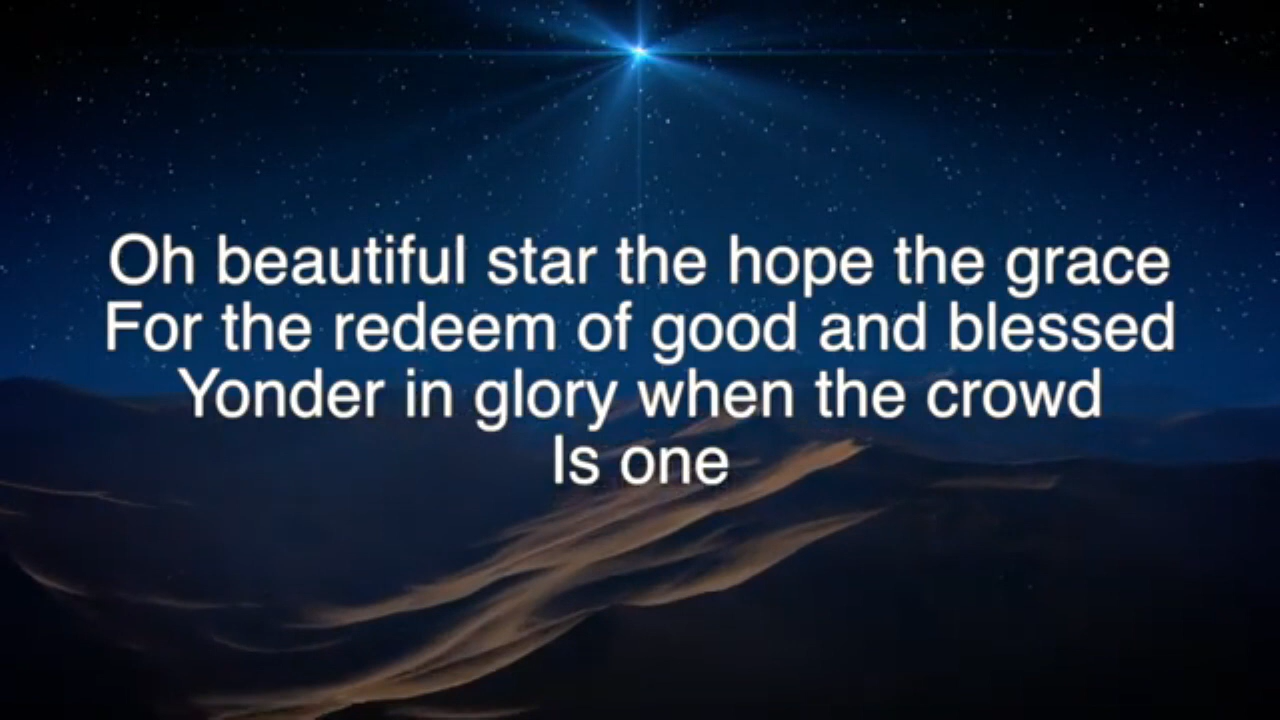 Oh beautiful star the hope the grace
For the redeem of good and blessed
Yonder in glory when the crowd
Is one